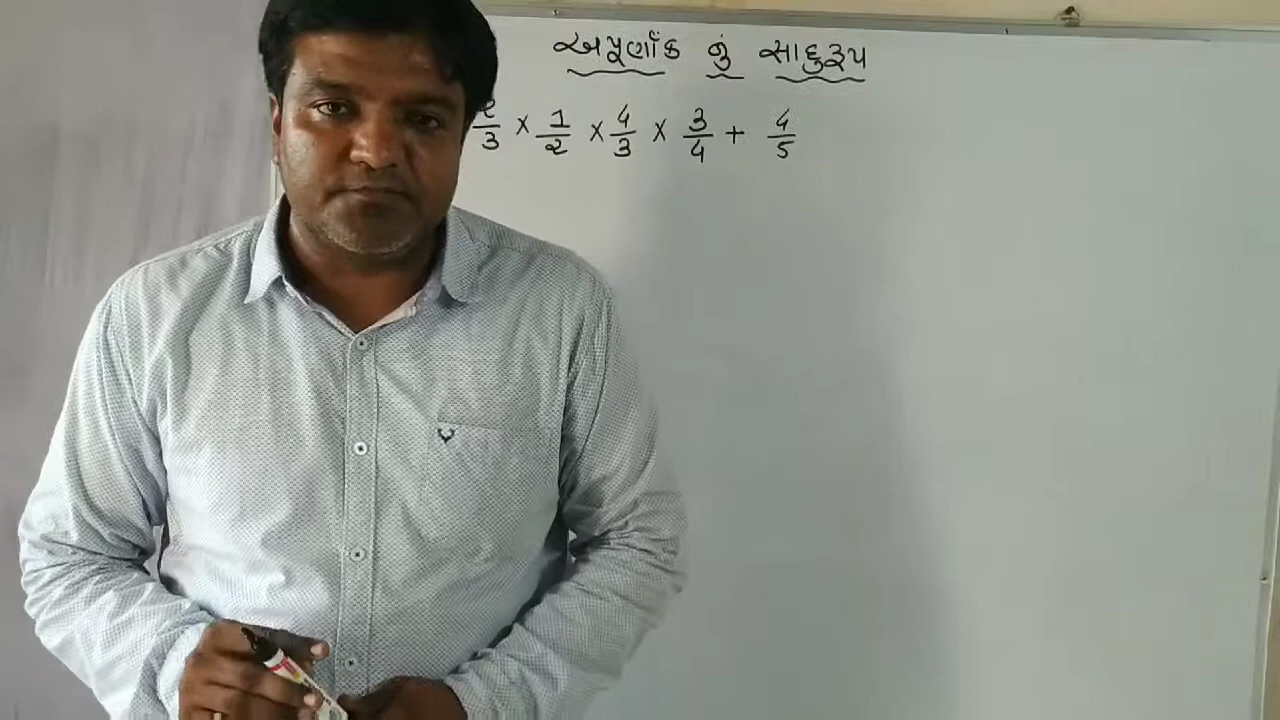 અપૂર્ણાંક નું સાદુરૂપ
2/3 × 1/2 × 4/3 × 3/4 + 4/5